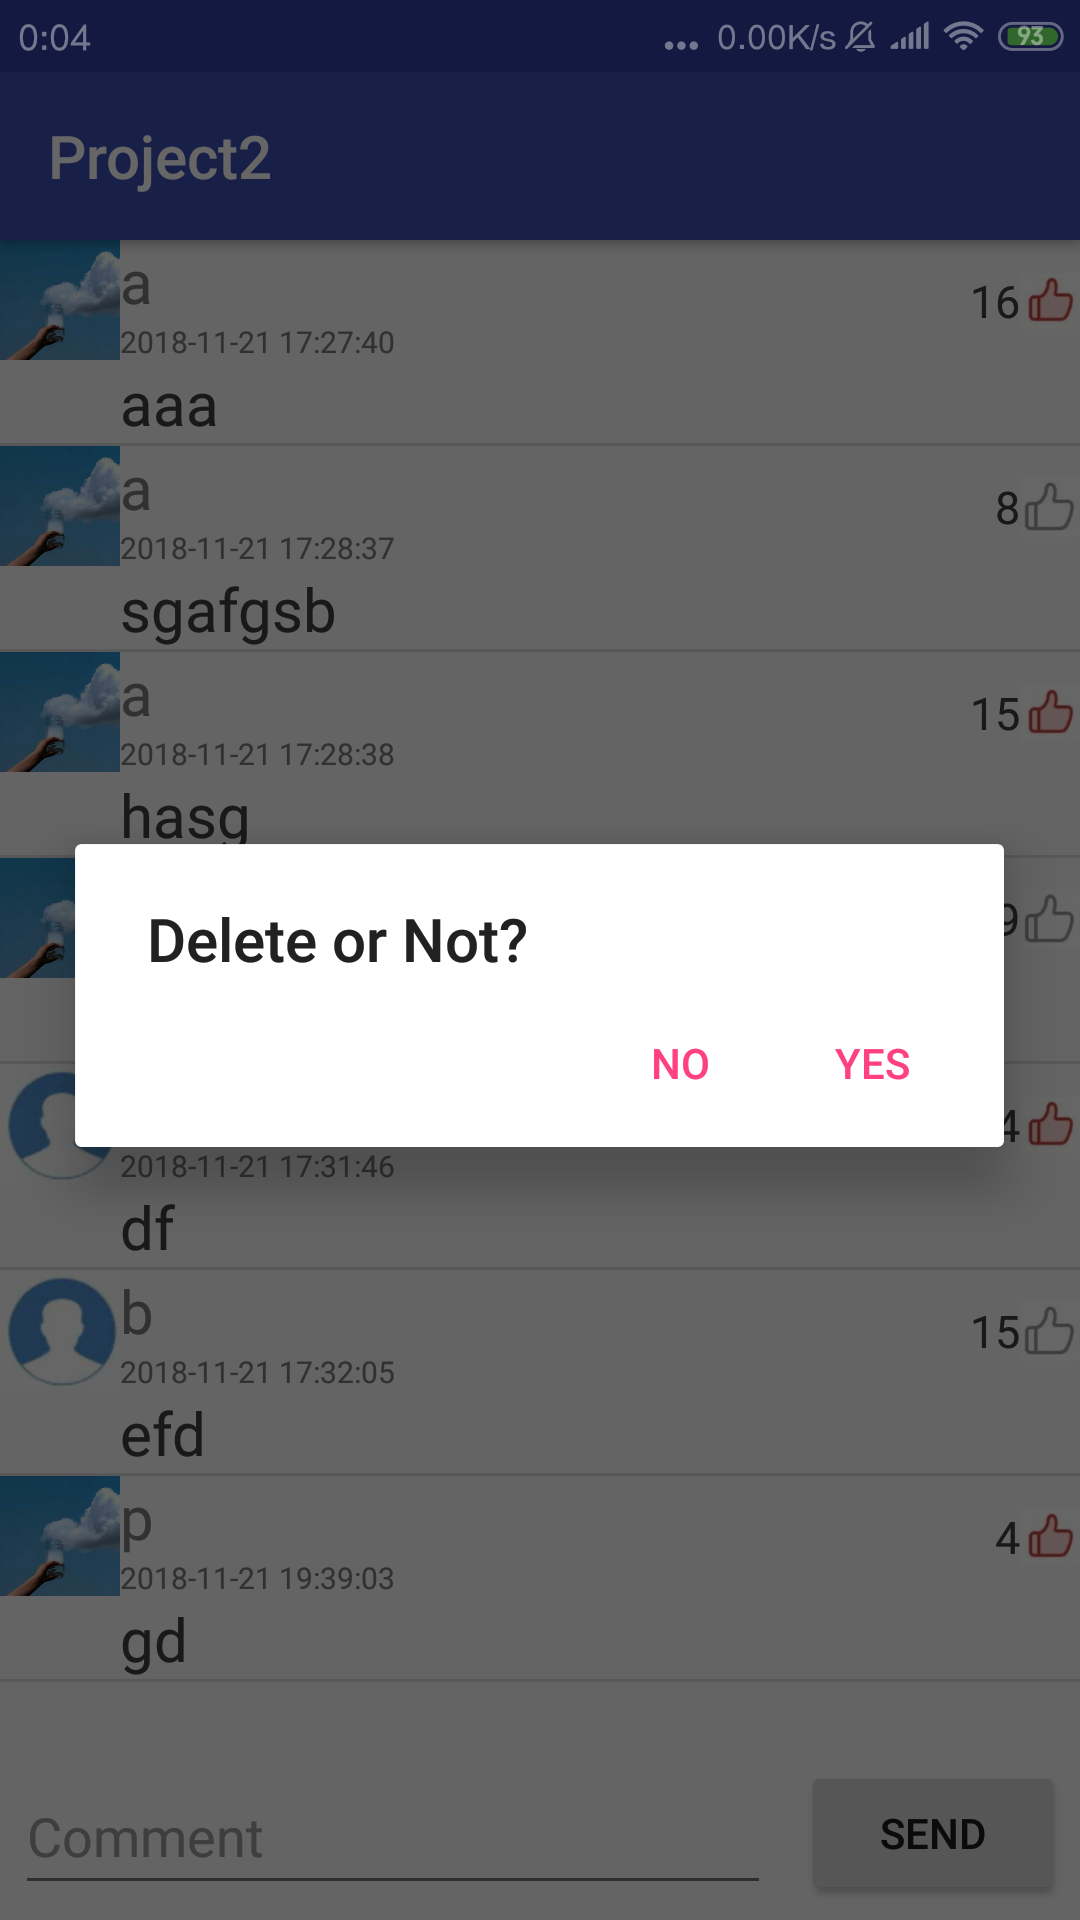 0:04 ... 0.00K/s 93
Project2
a
16
2018-11-21 17:27:40
aaa
a
8
2018-11-21 17:28:37
sgafgsb
a
15
2018-11-21 17:28:38
hasg
9
Delete or Not?
NO YES
4
2018-11-21 17:31:46
df
b
15
2018-11-21 17:32:05
efd
p
4
2018-11-21 19:39:03
gd
Comment
SEND